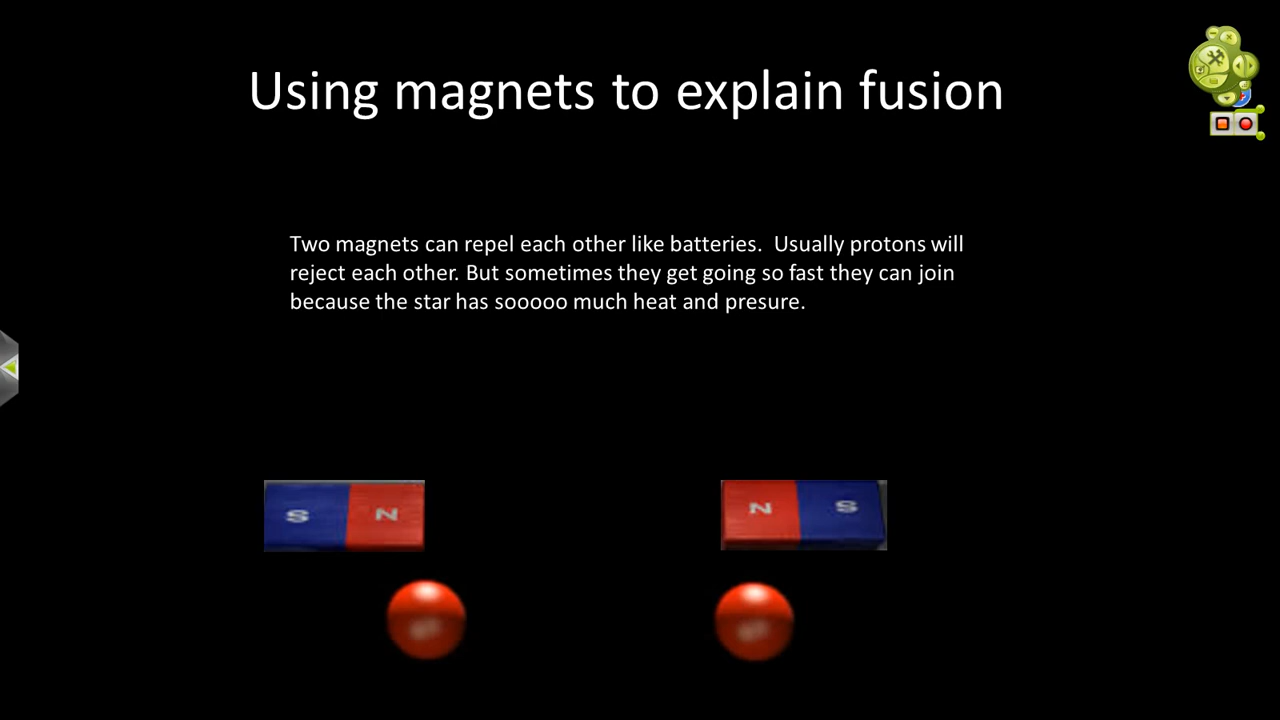 Using magnets to explain fusion
Two magnets can repel each other like batteries.  Usually protons will
reject each other. But sometimes they get going so fast they can join
because the star has sooooo much heat and presure.
S N
N S